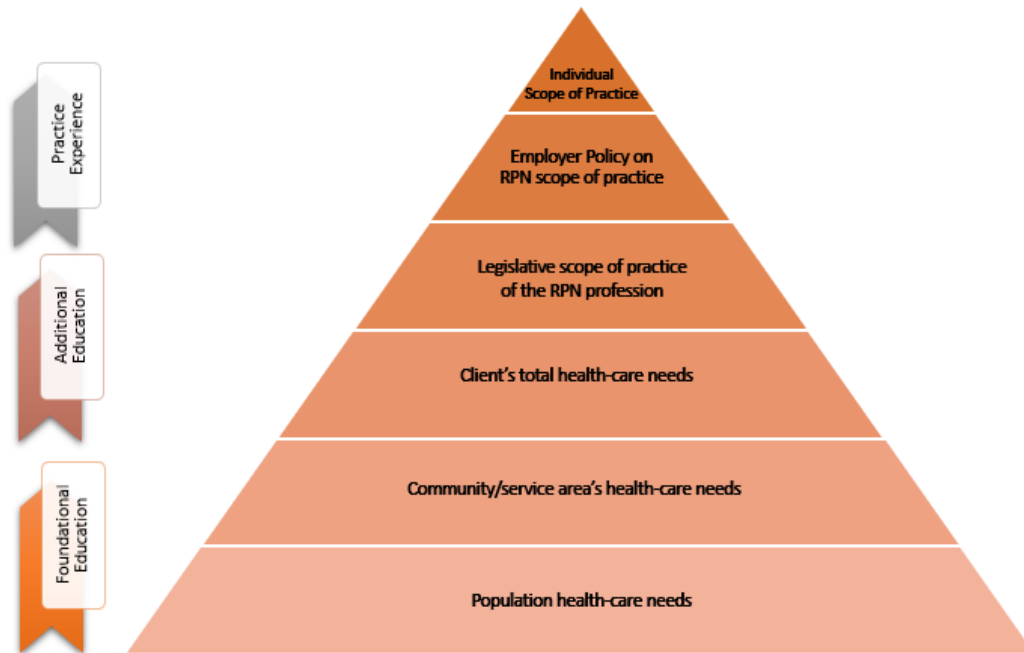 Individual
Scope of Practice
Practice
Experience
Employer Policy on
RPN scope of practice
Legislative scope of practice
of the RPN profession
Additional
Education
Client's total health-care needs
Community/service area's health-care needs
Foundational
Education
Population health-care needs